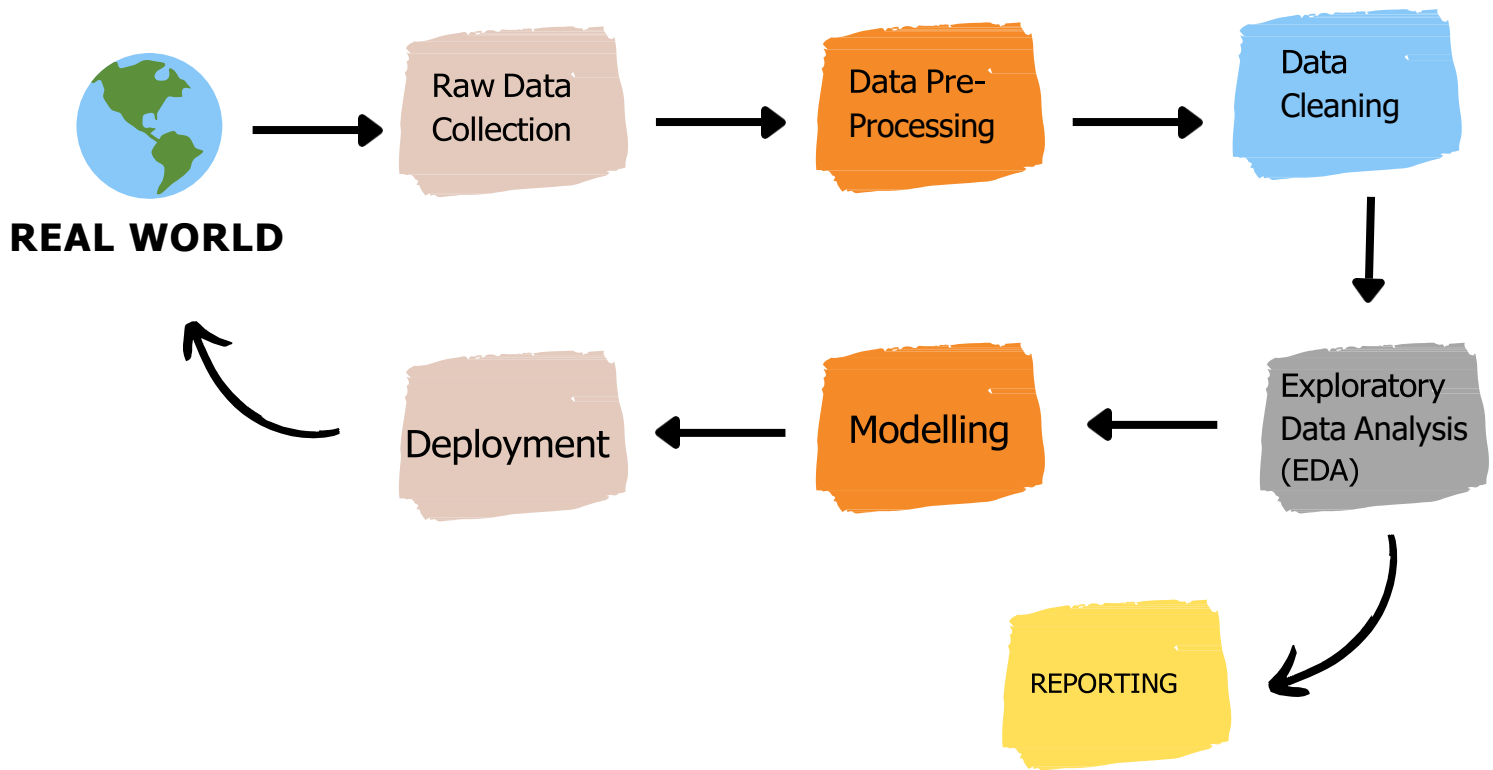 Raw Data
Collection
Data Pre-
Processing
Data
Cleaning
REAL WORLD
Exploratory
Data Analysis
(EDA)
Modelling
Deployment
REPORTING